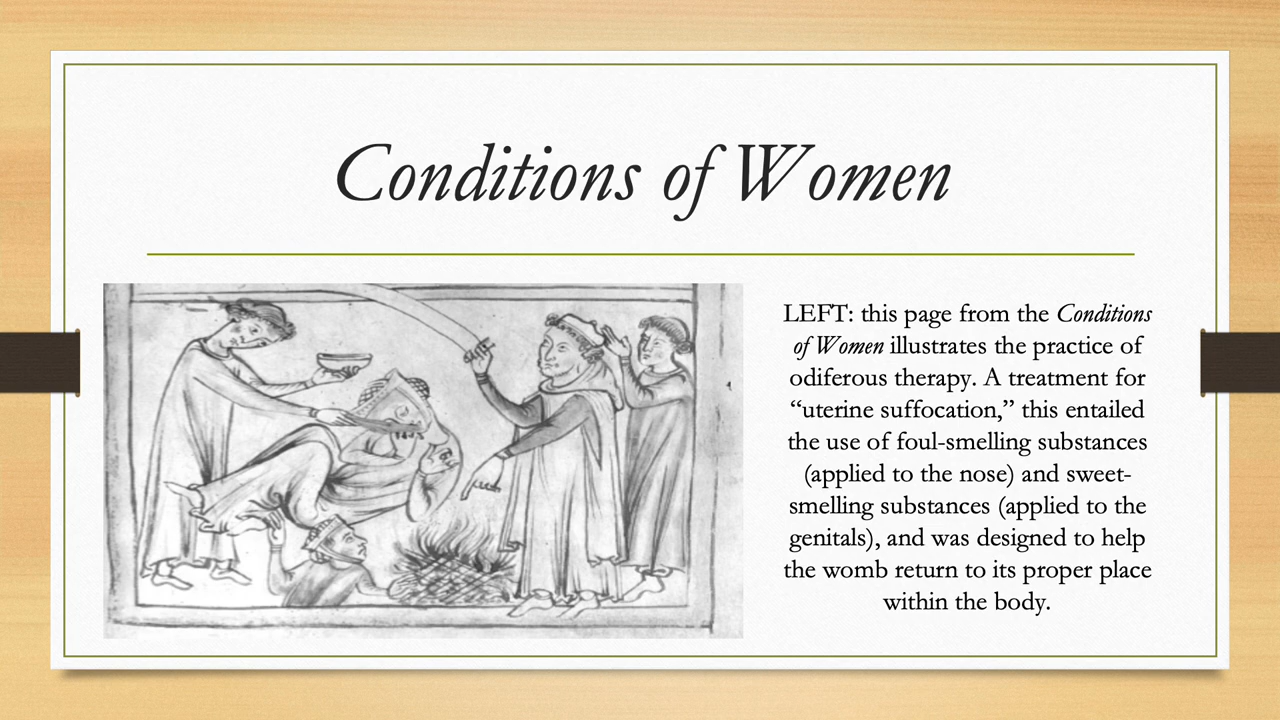 Conditions of Women
LEFT: this page from the Conditions
of Women illustrates the practice of
odiferous therapy. A treatment for
“uterine suffocation,” this entailed
the use of foul-smelling substances
(applied to the nose) and sweet-
smelling substances (applied to the
genitals), and was designed to help
the womb return to its proper place
within the body.